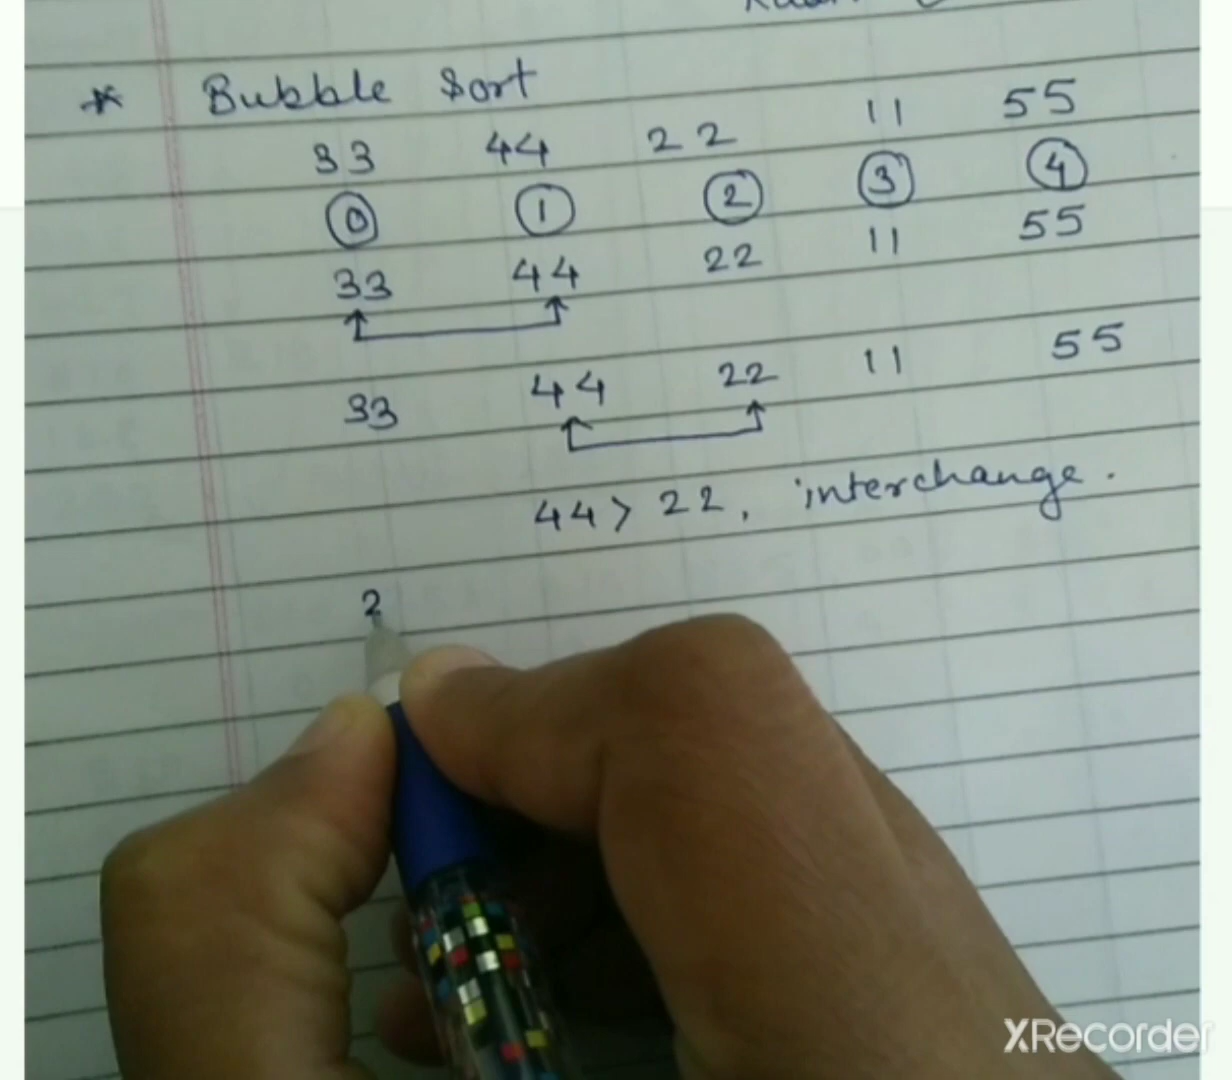 * Bubble Sort
33 44 22 11 55
0 1 2 3 4
33 44 22 11 55
33 44 22 11 55
44 > 22, interchange.
2
XRecorder